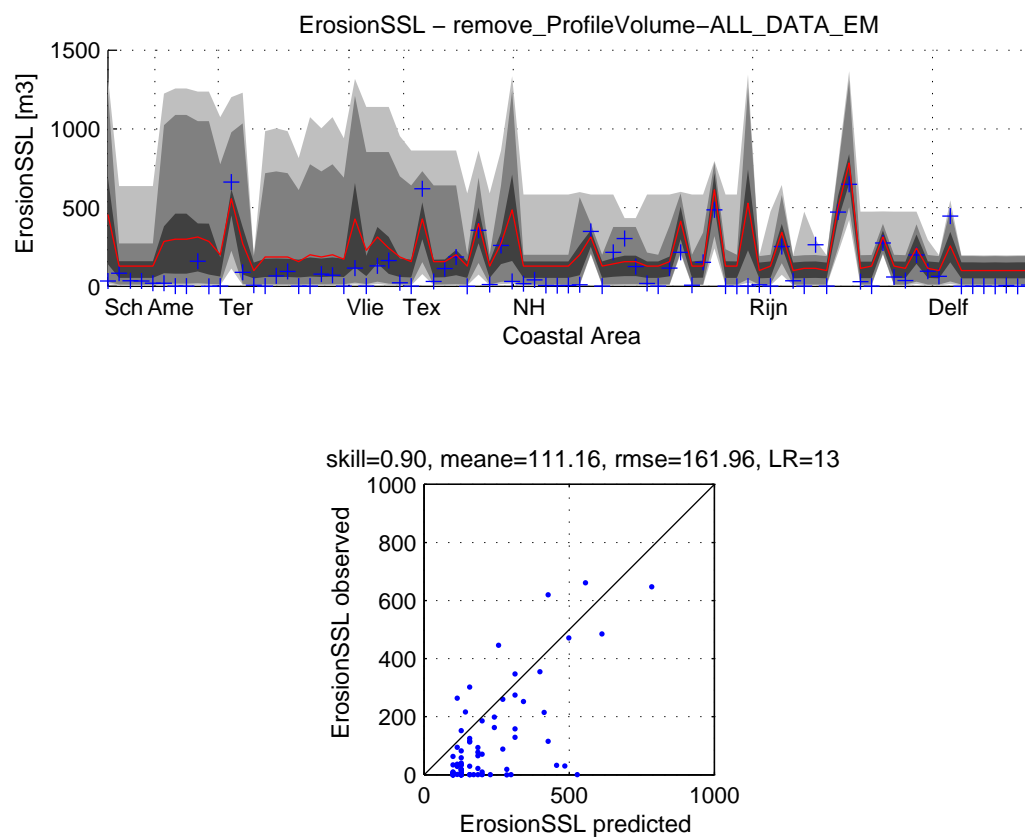 ErosionSSL − remove_ProfileVolume−ALL_DATA_EM
1500
1000
500
0
ErosionSSL [m3]
Sch Ame Ter Vlie Tex NH Rijn Delf
Coastal Area
skill=0.90, meane=111.16, rmse=161.96, LR=13
1000
800
600
400
200
0
ErosionSSL observed
0 500 1000
ErosionSSL predicted